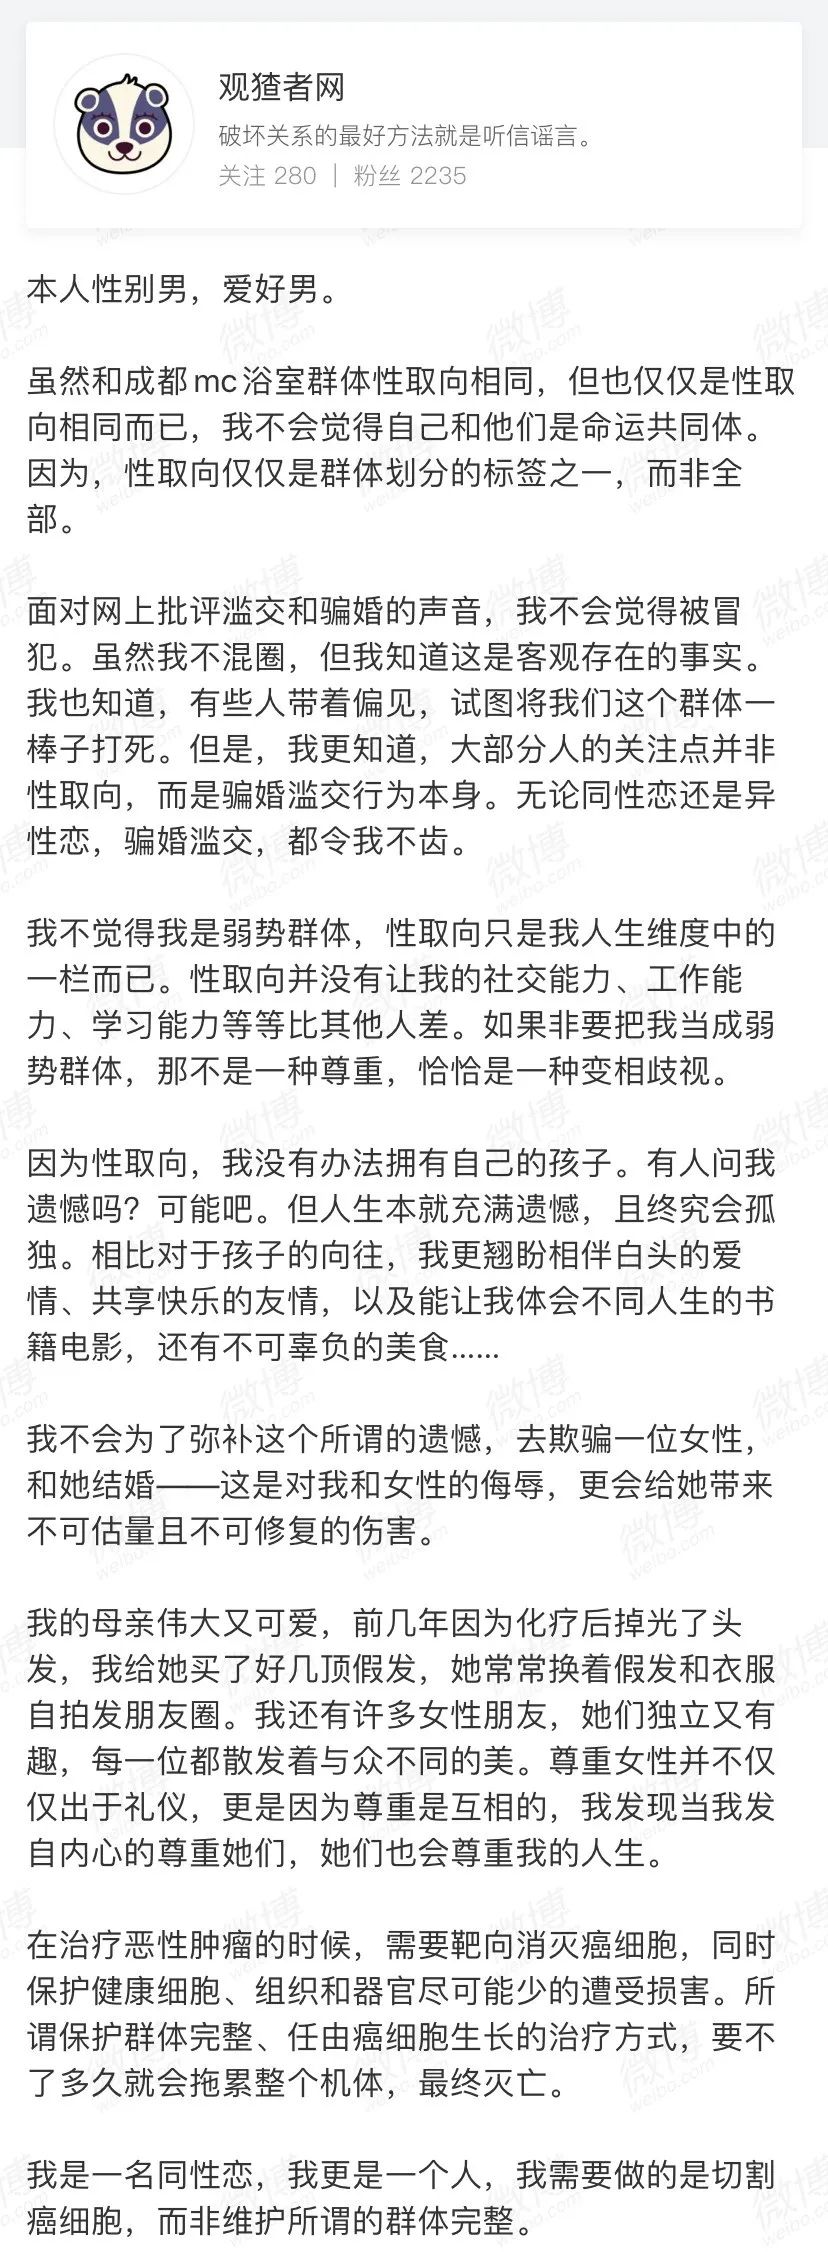 观猹者网
破坏关系的最好方法就是听信谣言。
关注 280 | 粉丝 2235
本人性别男，爱好男。
虽然和成都mc浴室群体性取向相同，但也仅仅是性取
向相同而已，我不会觉得自己和他们是命运共同体。
因为，性取向仅仅是群体划分的标签之一，而非全
部。
面对网上批评滥交和骗婚的声音，我不会觉得被冒
犯。虽然我不混圈，但我知道这是客观存在的事实。
我也知道，有些人带着偏见，试图将我们这个群体一
棒子打死。但是，我更知道，大部分人的关注点并非
性取向，而是骗婚滥交行为本身。无论同性恋还是异
性恋，骗婚滥交，都令我不齿。
我不觉得我是弱势群体，性取向只是我人生维度中的
一栏而已。性取向并没有让我的社交能力、工作能
力、学习能力等等比其他人差。如果非要把我当成弱
势群体，那不是一种尊重，恰恰是一种变相歧视。
因为性取向，我没有办法拥有自己的孩子。有人问我
遗憾吗？可能吧。但人生本就充满遗憾，且终究会孤
独。相比对于孩子的向往，我更翘盼相伴白头的爱
情、共享快乐的友情，以及能让我体会不同人生的书
籍电影，还有不可辜负的美食......
我不会为了弥补这个所谓的遗憾，去欺骗一位女性，
和她结婚——这是对我和女性的侮辱，更会给她带来
不可估量且不可修复的伤害。
我的母亲伟大又可爱，前几年因为化疗后掉光了头
发，我给她买了好几顶假发，她常常换着假发和衣服
自拍发朋友圈。我还有许多女性朋友，她们独立又有
趣，每一位都散发着与众不同的美。尊重女性并不仅
仅出于礼仪，更是因为尊重是互相的，我发现当我发
自内心的尊重她们，她们也会尊重我的人生。
在治疗恶性肿瘤的时候，需要靶向消灭癌细胞，同时
保护健康细胞、组织和器官尽可能少的遭受损害。所
谓保护群体完整、任由癌细胞生长的治疗方式，要不
了多久就会拖累整个机体，最终灭亡。
我是一名同性恋，我更是一个人，我需要做的是切割
癌细胞，而非维护所谓的群体完整。